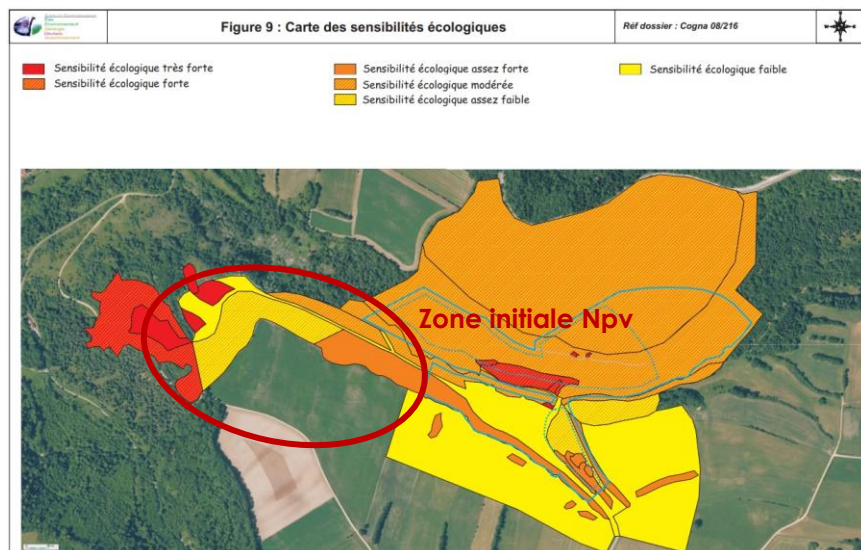 Figure 9 : Carte des sensibilités écologiques
Réf dossier : Cogna 08/216
Sensibilité écologique très forte
Sensibilité écologique forte
Sensibilité écologique assez forte
Sensibilité écologique modérée
Sensibilité écologique assez faible
Sensibilité écologique faible
Zone initiale Npv